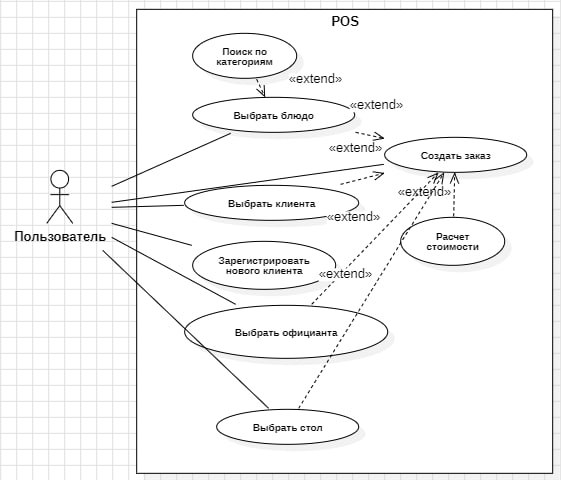 POS
Поиск по
категориям
«extend»
Выбрать блюдо
«extend»
«extend»
Создать заказ
«extend»
Выбрать клиента
«extend»
Пользователь
Расчет
стоимости
Зарегистрировать
нового клиента
«extend»
Выбрать официанта
Выбрать стол